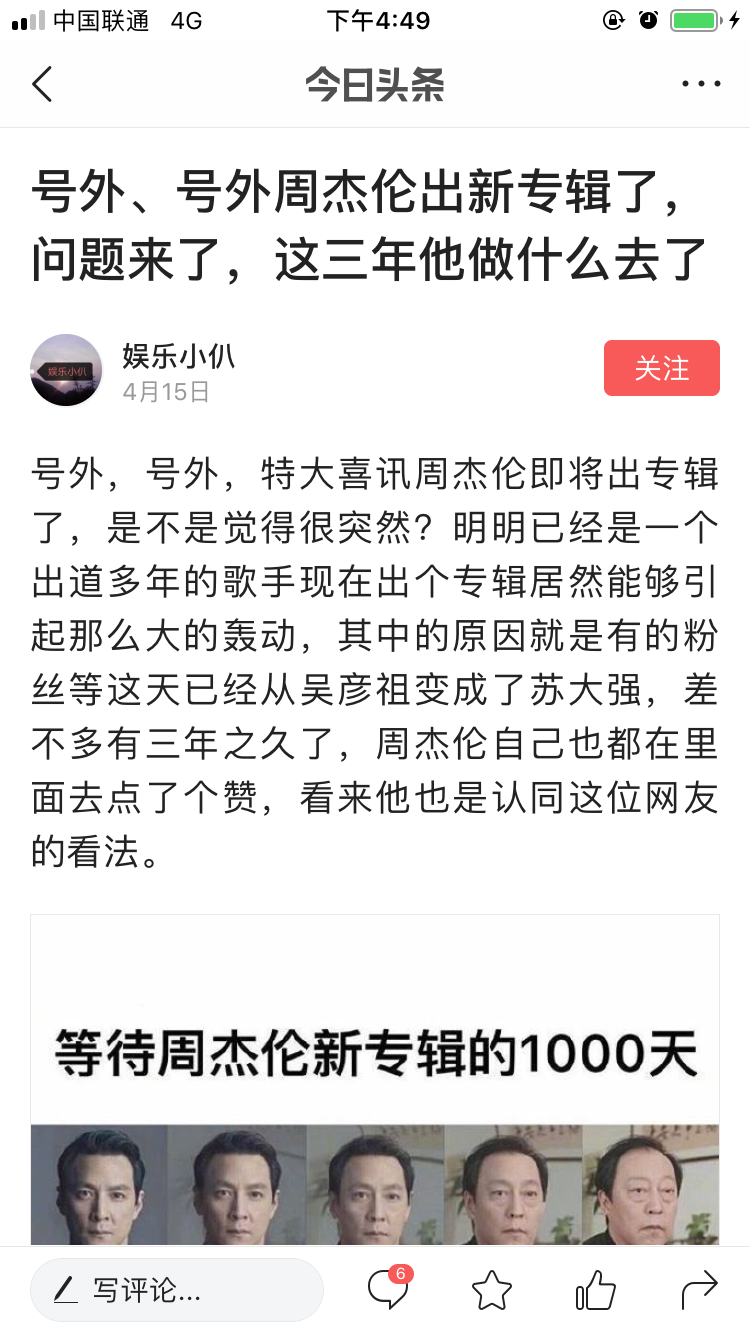 中国联通 4G 下午4:49
今日头条
号外、号外周杰伦出新专辑了，
问题来了，这三年他做什么去了
娱乐小仈
娱乐小仈
4月15日
关注
号外，号外，特大喜讯周杰伦即将出专辑
了，是不是觉得很突然？明明已经是一个
出道多年的歌手现在出个专辑居然能够引
起那么大的轰动，其中的原因就是有的粉
丝等这天已经从吴彦祖变成了苏大强，差
不多有三年之久了，周杰伦自己也都在里
面去点了个赞，看来他也是认同这位网友
的看法。
等待周杰伦新专辑的1000天
写评论...
6